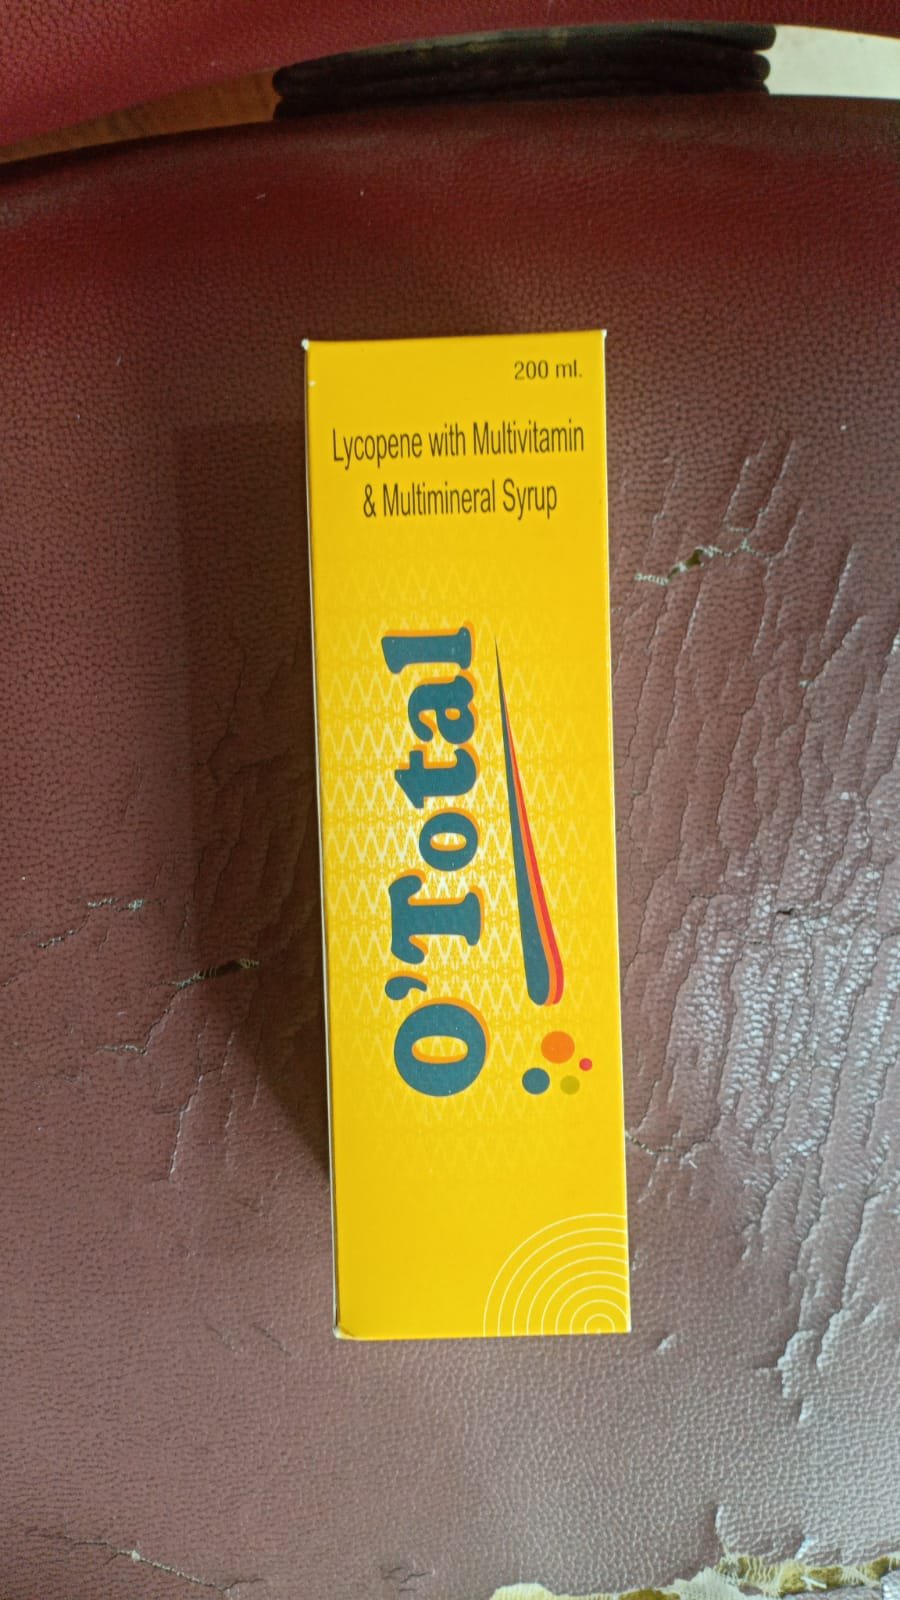 200 ml.
Lycopene with Multivitamin
& Multimineral Syrup
O'Total